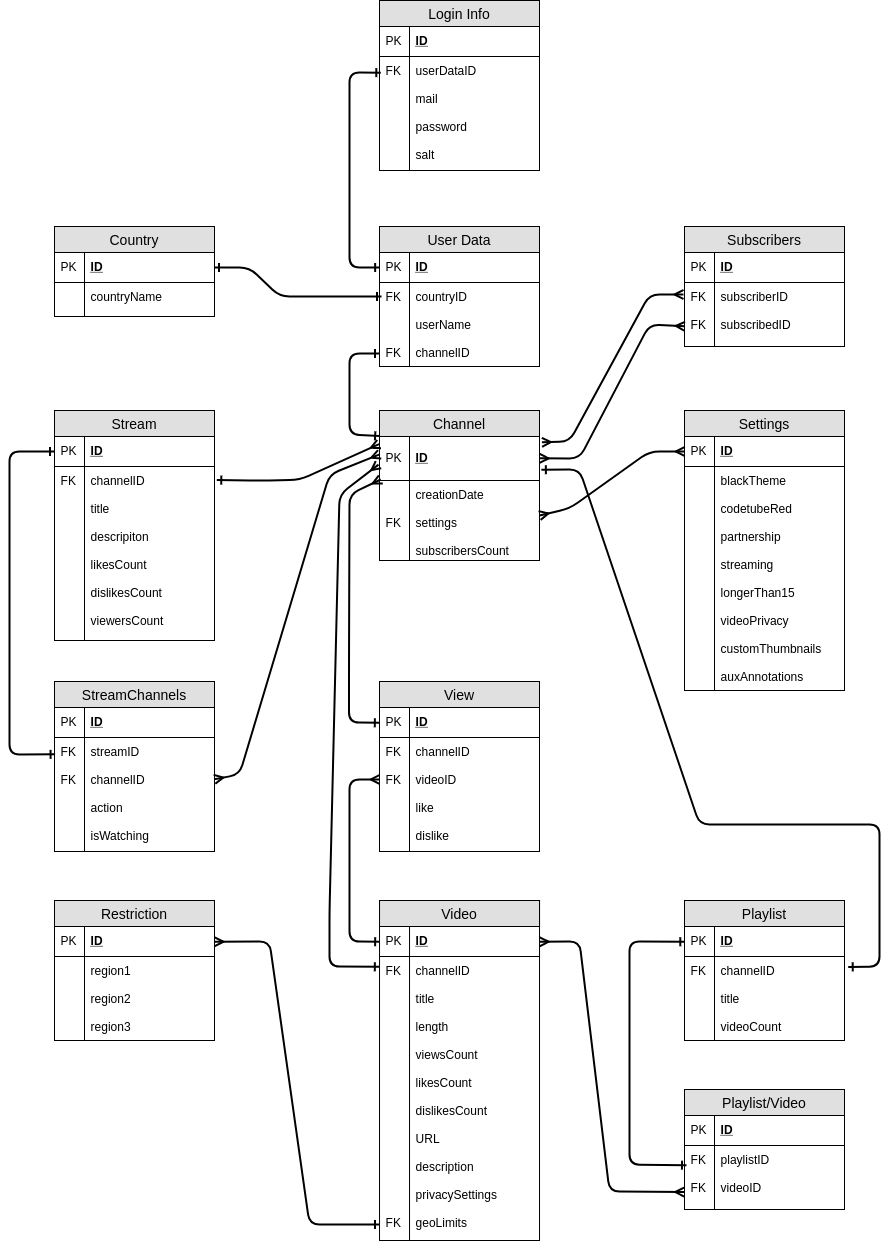 Login Info
PK ID
FK userDataID
mail
password
salt
Country
PK ID
countryName
User Data
PK ID
FK countryID
userName
FK channelID
Subscribers
PK ID
FK subscriberID
FK subscribedID
Stream
PK ID
FK channelID
title
descripiton
likesCount
dislikesCount
viewersCount
Channel
PK ID
creationDate
FK settings
subscribersCount
Settings
PK ID
blackTheme
codetubeRed
partnership
streaming
longerThan15
videoPrivacy
customThumbnails
auxAnnotations
StreamChannels
PK ID
FK streamID
FK channelID
action
isWatching
View
PK ID
FK channelID
FK videoID
like
dislike
Restriction
PK ID
region1
region2
region3
Video
PK ID
FK channelID
title
length
viewsCount
likesCount
dislikesCount
URL
description
privacySettings
FK geoLimits
Playlist
PK ID
FK channelID
title
videoCount
Playlist/Video
PK ID
FK playlistID
FK videoID